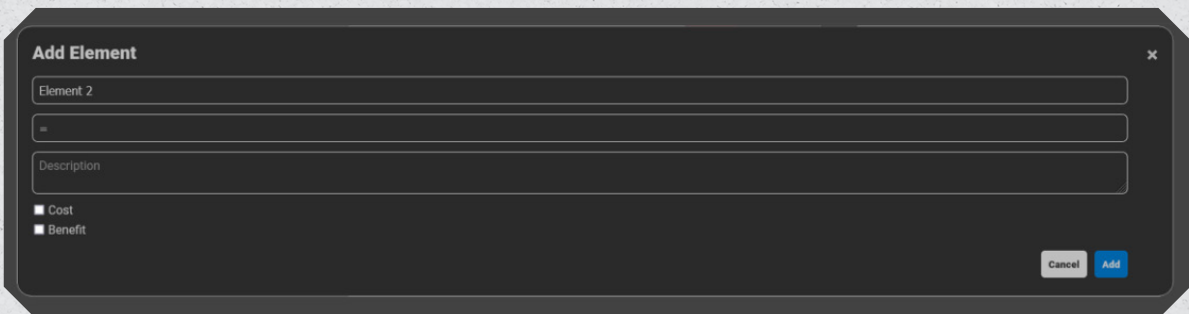 Add Element
×
Element 2
=
Description
Cost
Benefit
Cancel Add